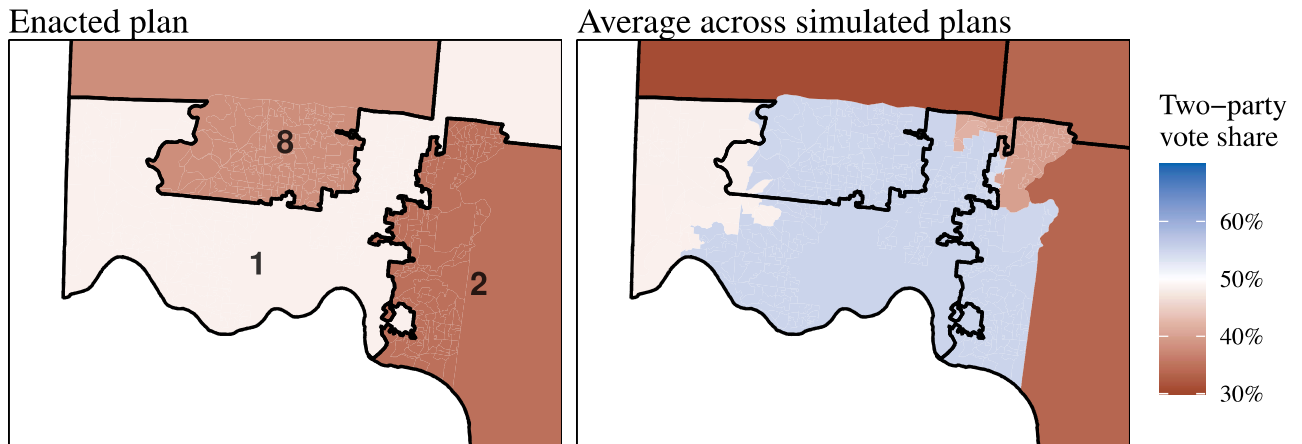 Enacted plan
8
1
2
Average across simulated plans
Two−party
vote share
60%
50%
40%
30%